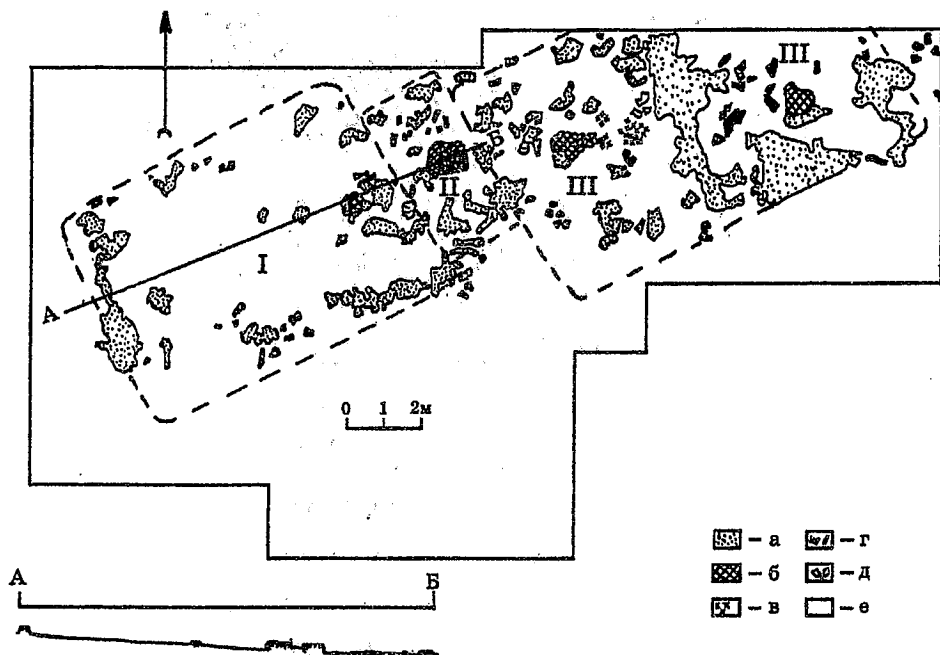 III
Б
II
III
I
А
0 1 2м
— а
— г
— б
— д
— в
— е
А Б